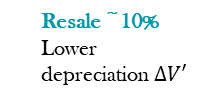 Resale ~10%
Lower
depreciation ΔV′